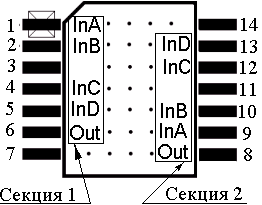 1 InA 14
2 InB InD 13
3 InC 12
4 InC 11
5 InD InB 10
6 Out InA 9
7 Out 8
Секция 1 Секция 2